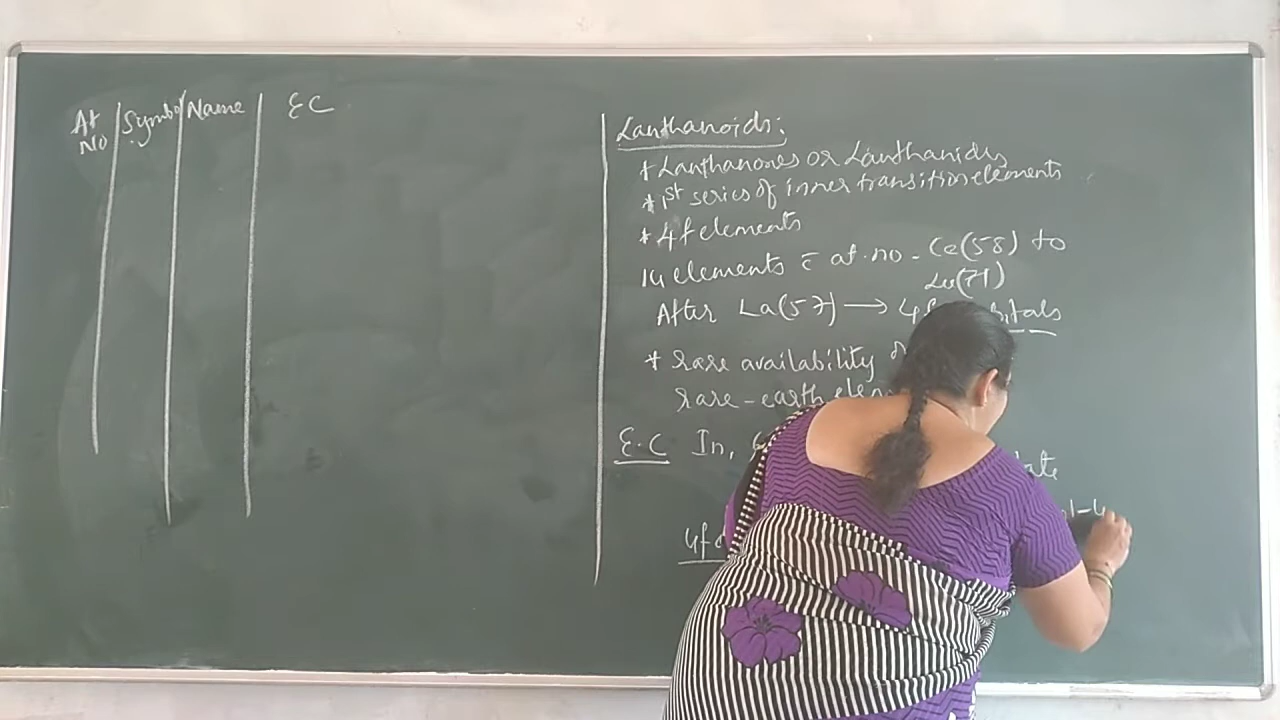 At No Symbol Name EC
Lanthanoids:
* Lanthanones or Lanthanides
* 1st series of inner transition elements
* 4f elements
14 elements c̄ at.no - Ce(58) to
Lu(71)
After La(57) → 4f
* rare availability
rare-earth
E.C In,
4f